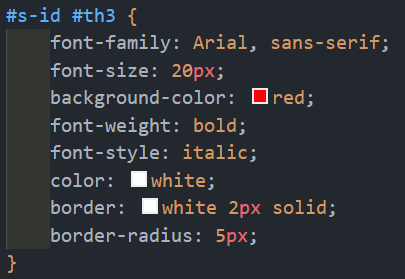 #s-id #th3 {
font-family: Arial, sans-serif;
font-size: 20px;
background-color: red;
font-weight: bold;
font-style: italic;
color: white;
border: white 2px solid;
border-radius: 5px;
}